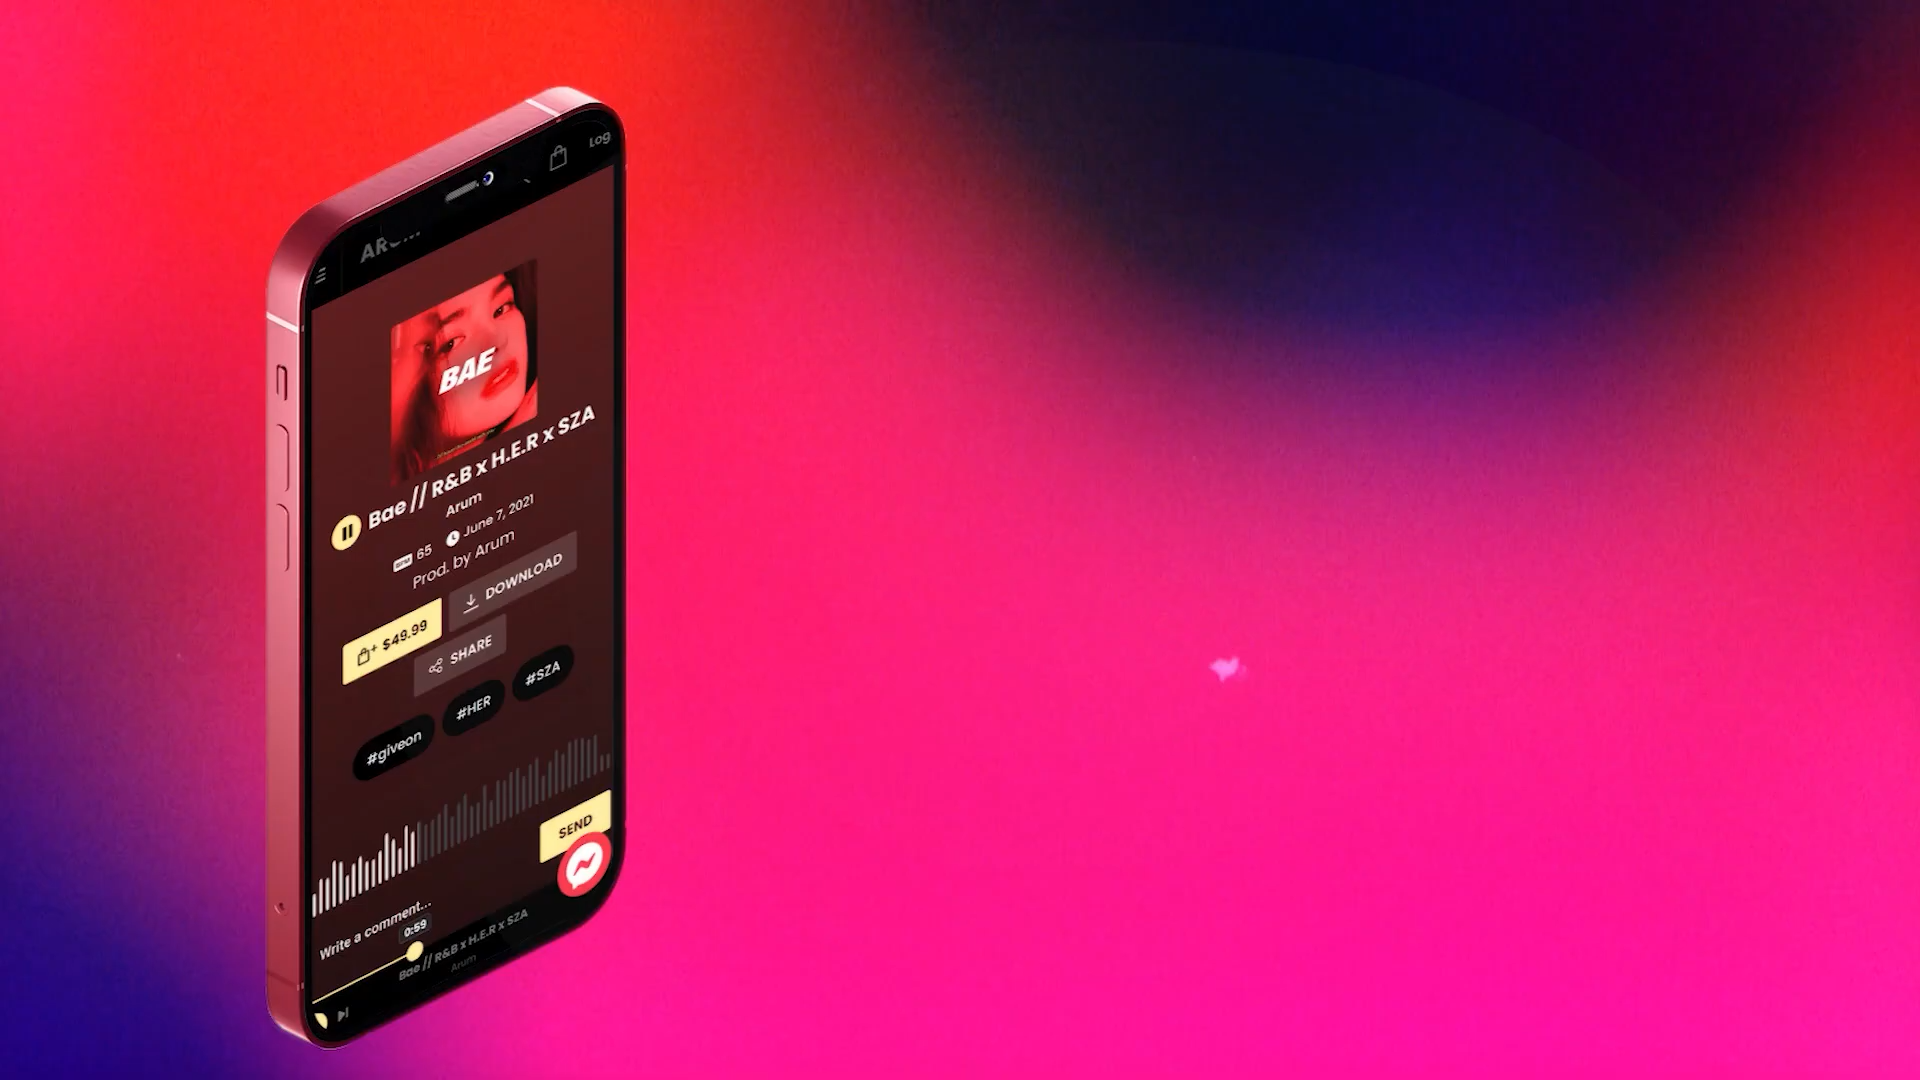 Log
BAE
Bae // R&B x H.E.R x SZA
Arum
65 June 7, 2021
Prod. by Arum
$49.99 DOWNLOAD
SHARE
#giveon #HER #SZA
SEND
Write a comment...
0:59
Bae // R&B x H.E.R x SZA
Arum